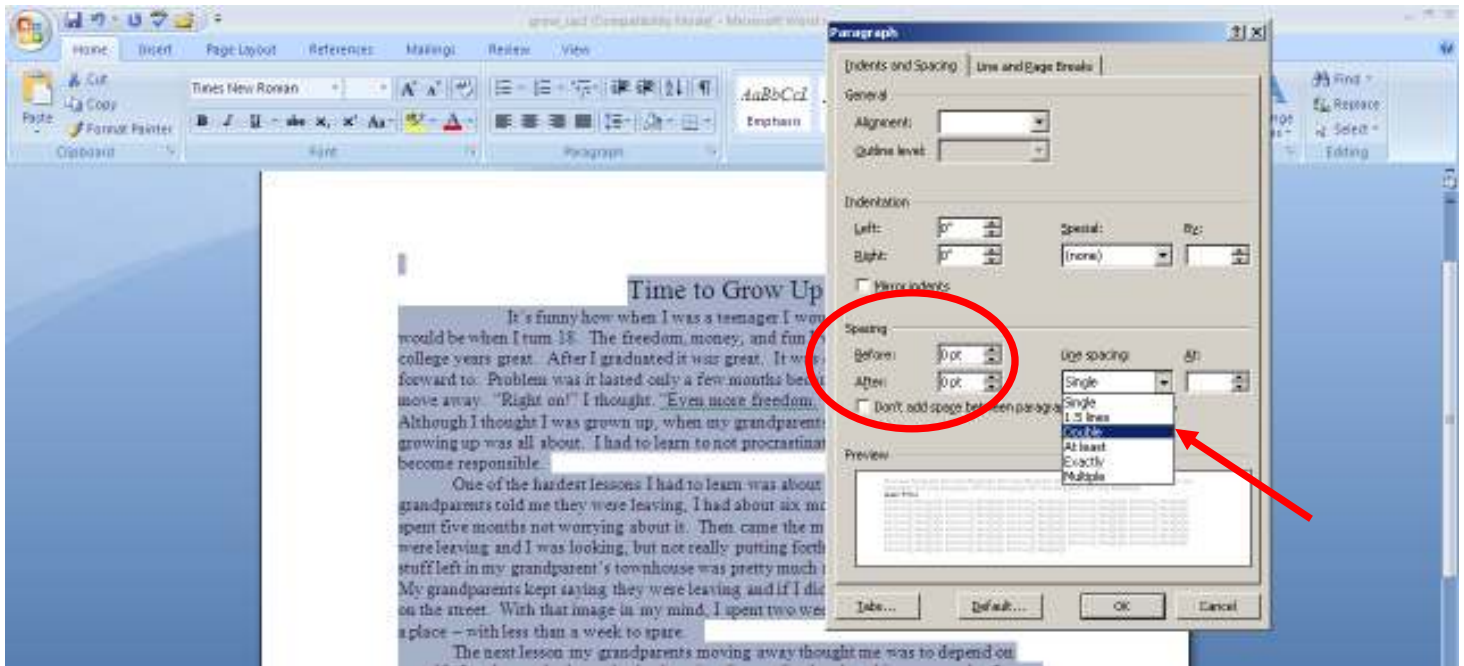 grow_up2 (Compatibility Mode) - Microsoft Word
Home Insert Page Layout References Mailings Review View
Cut
Copy
Format Painter
Paste
Clipboard
Times New Roman
Font
Paragraph
AaBbCcI
Emphasis
Find
Replace
Select
Editing
Time to Grow Up
It's funny how when I was a teenager I wou
would be when I turn 18. The freedom, money, and fun
college years great. After I graduated it was great. It was
forward to. Problem was it lasted only a few months
move away. "Right on!" I thought. "Even more freedom
Although I thought I was grown up, when my grandparent
growing up was all about. I had to learn to not procrastinat
become responsible.
One of the hardest lessons I had to learn was about
grandparents told me they were leaving, I had about six mo
spent five months not worrying about it. Then came the m
were leaving and I was looking, but not really putting forth
stuff left in my grandparent's townhouse was pretty much
My grandparents kept saying they were leaving and if I did
on the street. With that image in my mind, I spent two wee
a place – with less than a week to spare.
The next lesson my grandparents moving away thought me was to depend on
Paragraph
Indents and Spacing Line and Page Breaks
General
Alignment:
Outline level:
Indentation
Left: 0" Special: By:
Right: 0" (none)
Mirror indents
Spacing
Before: 0 pt Line spacing: At:
After: 0 pt Single
Don't add space between paragra
Single
1.5 lines
Double
At least
Exactly
Multiple
Preview
Tabs... Default... OK Cancel